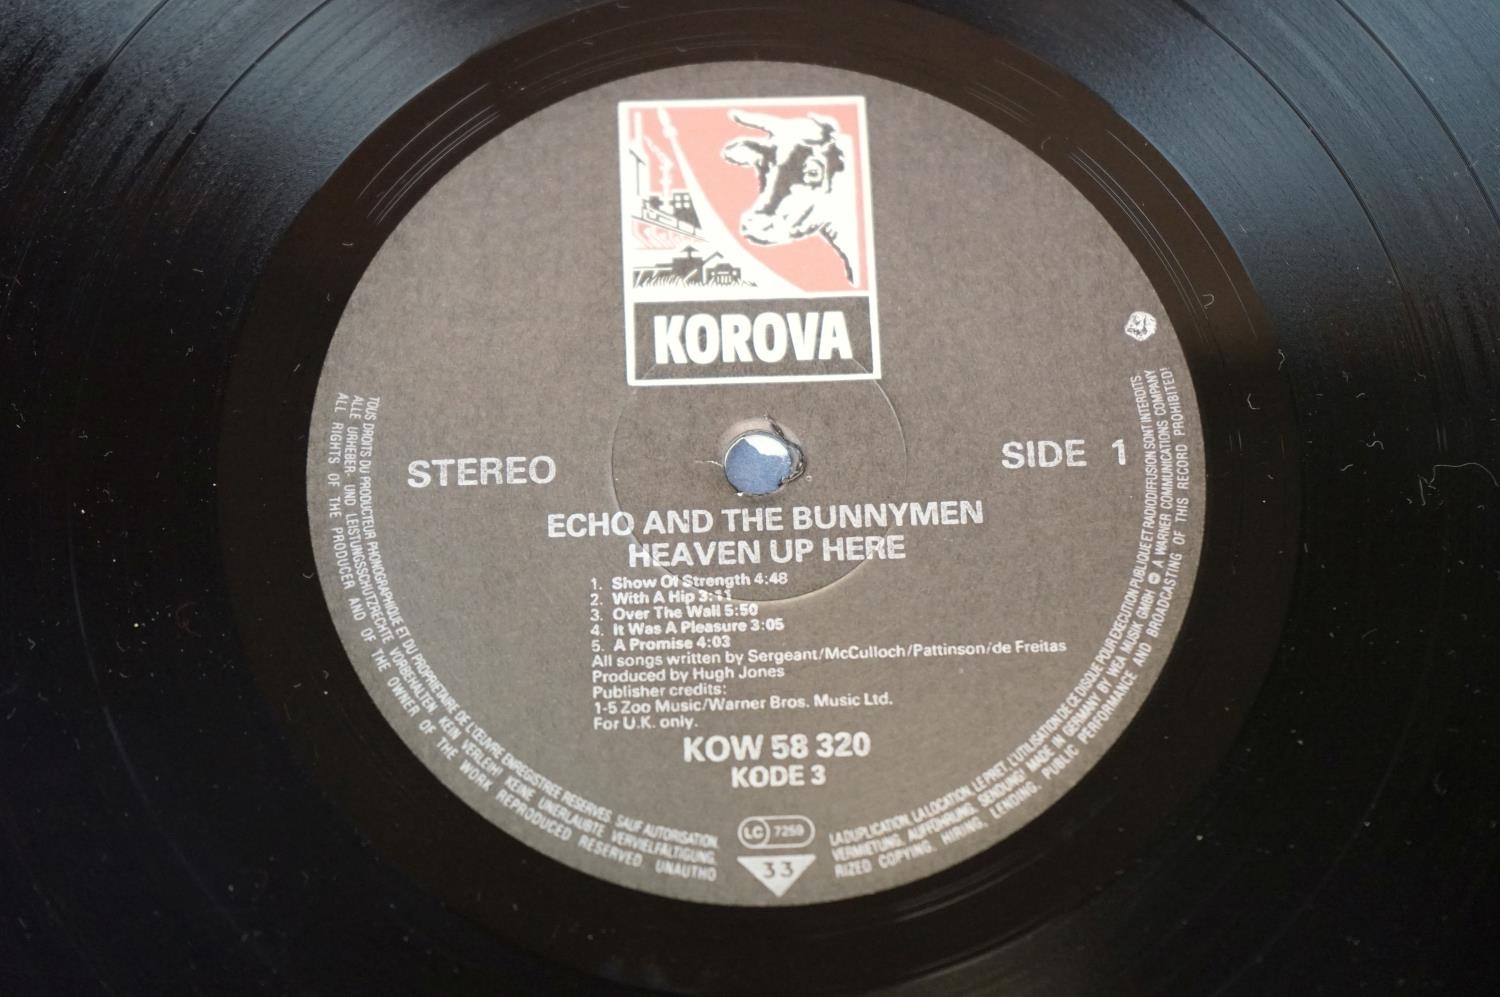 KOROVA
STEREO
SIDE 1
ECHO AND THE BUNNYMEN
HEAVEN UP HERE
1. Show Of Strength 4:48
2. With A Hip 3:11
3. Over The Wall 5:50
4. It Was A Pleasure 3:05
5. A Promise 4:03
All songs written by Sergeant/McCulloch/Pattinson/de Freitas
Produced by Hugh Jones
Publisher credits:
1-5 Zoo Music/Warner Bros. Music Ltd.
For U.K. only.
KOW 58 320
KODE 3
LC 7259
33
TOUS DROITS DU PRODUCTEUR PHONOGRAPHIQUE ET DU PROPRIETAIRE DE L'ŒUVRE ENREGISTREE RESERVES. SAUF AUTORISATION,
LA DUPLICATION, LA LOCATION, LE PRET, L'UTILISATION DE CE DISQUE POUR EXECUTION PUBLIQUE ET RADIODIFFUSION SONT INTERDITS.
ALLE URHEBER- UND LEISTUNGSSCHUTZRECHTE VORBEHALTEN. KEIN VERLEIH! KEINE UNERLAUBTE VERVIELFÄLTIGUNG,
VERMIETUNG, AUFFÜHRUNG, SENDUNG! MADE IN GERMANY BY WEA MUSIK GMBH A WARNER COMMUNICATIONS COMPANY
ALL RIGHTS OF THE PRODUCER AND OF THE OWNER OF THE WORK REPRODUCED RESERVED. UNAUTHO
RIZED COPYING, HIRING, LENDING, PUBLIC PERFORMANCE AND BROADCASTING OF THIS RECORD PROHIBITED!